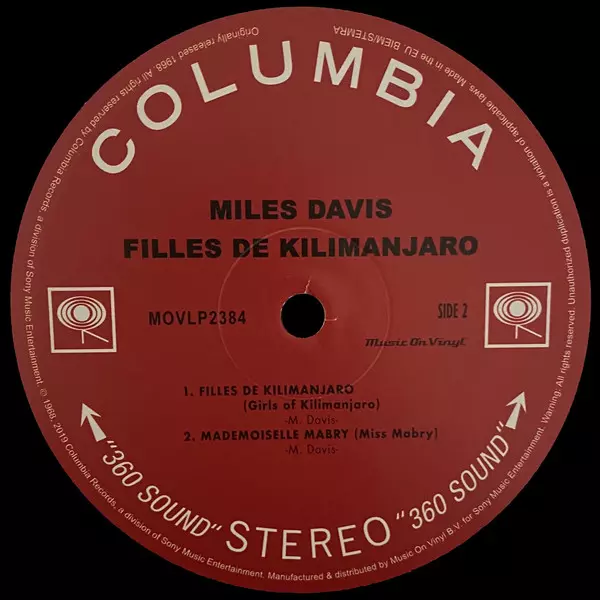 COLUMBIA
MILES DAVIS
FILLES DE KILIMANJARO
MOVLP2384
SIDE 2
Music On Vinyl
1. FILLES DE KILIMANJARO
(Girls of Kilimanjaro)
-M. Davis-
2. MADEMOISELLE MABRY (Miss Mabry)
-M. Davis-
"360 SOUND" STEREO "360 SOUND"
Originally released 1968. All rights reserved by Columbia Records, a division of Sony Music Entertainment. © 1968, 2019 Columbia Records, a division of Sony Music Entertainment. Manufactured & distributed by Music On Vinyl B.V. for Sony Music Entertainment. Warning: All rights reserved. Unauthorized duplication is a violation of applicable laws. Made in the EU. BIEM/STEMRA